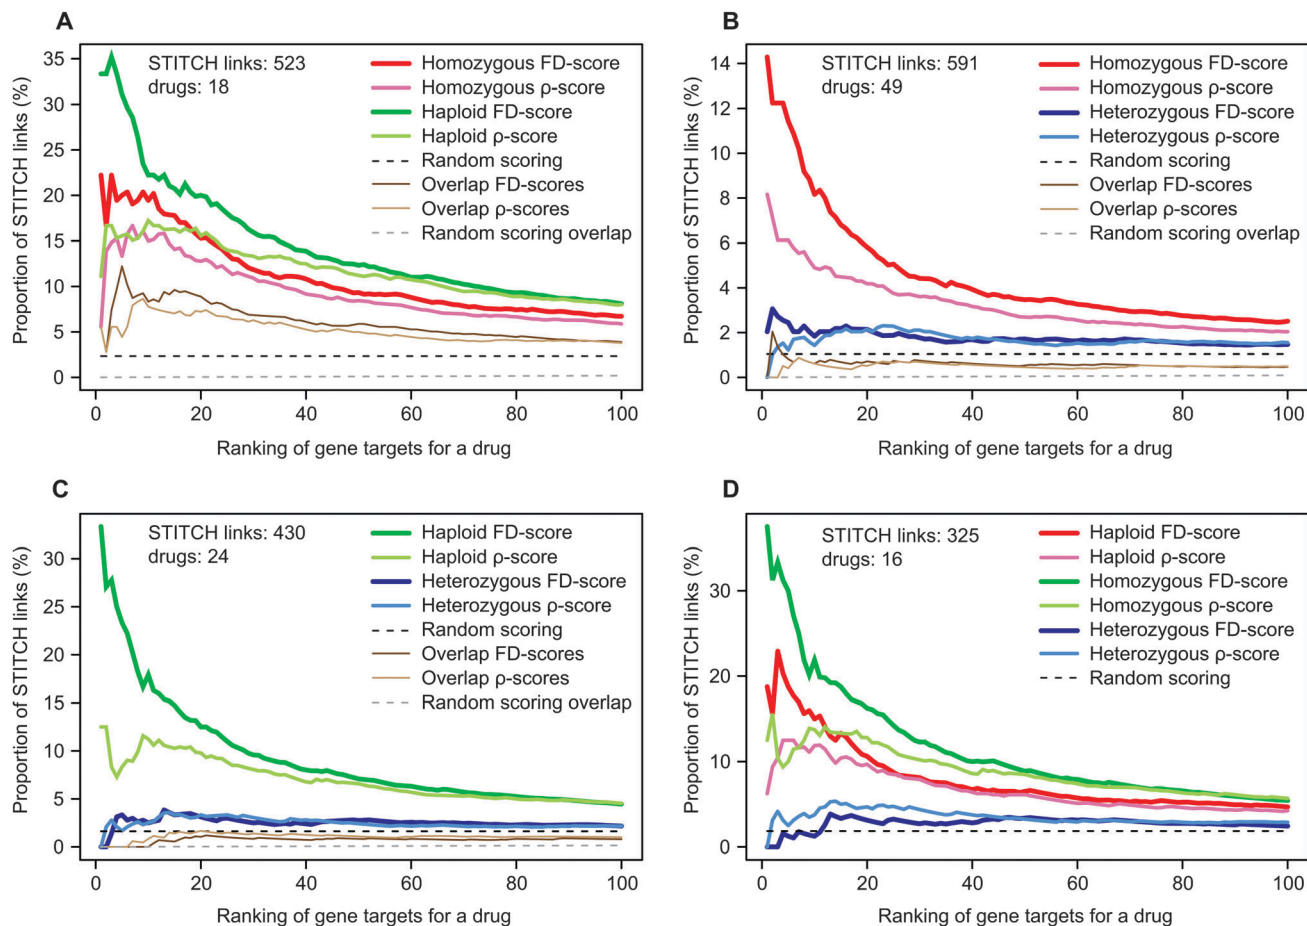 A
Proportion of STITCH links (%)
35
30
25
20
15
10
5
0
STITCH links: 523
drugs: 18
Homozygous FD-score
Homozygous ρ-score
Haploid FD-score
Haploid ρ-score
Random scoring
Overlap FD-scores
Overlap ρ-scores
Random scoring overlap
0 20 40 60 80 100
Ranking of gene targets for a drug
B
Proportion of STITCH links (%)
14
12
10
8
6
4
2
0
STITCH links: 591
drugs: 49
Homozygous FD-score
Homozygous ρ-score
Heterozygous FD-score
Heterozygous ρ-score
Random scoring
Overlap FD-scores
Overlap ρ-scores
Random scoring overlap
0 20 40 60 80 100
Ranking of gene targets for a drug
C
Proportion of STITCH links (%)
30
25
20
15
10
5
0
STITCH links: 430
drugs: 24
Haploid FD-score
Haploid ρ-score
Heterozygous FD-score
Heterozygous ρ-score
Random scoring
Overlap FD-scores
Overlap ρ-scores
Random scoring overlap
0 20 40 60 80 100
Ranking of gene targets for a drug
D
Proportion of STITCH links (%)
30
20
10
0
STITCH links: 325
drugs: 16
Haploid FD-score
Haploid ρ-score
Homozygous FD-score
Homozygous ρ-score
Heterozygous FD-score
Heterozygous ρ-score
Random scoring
0 20 40 60 80 100
Ranking of gene targets for a drug